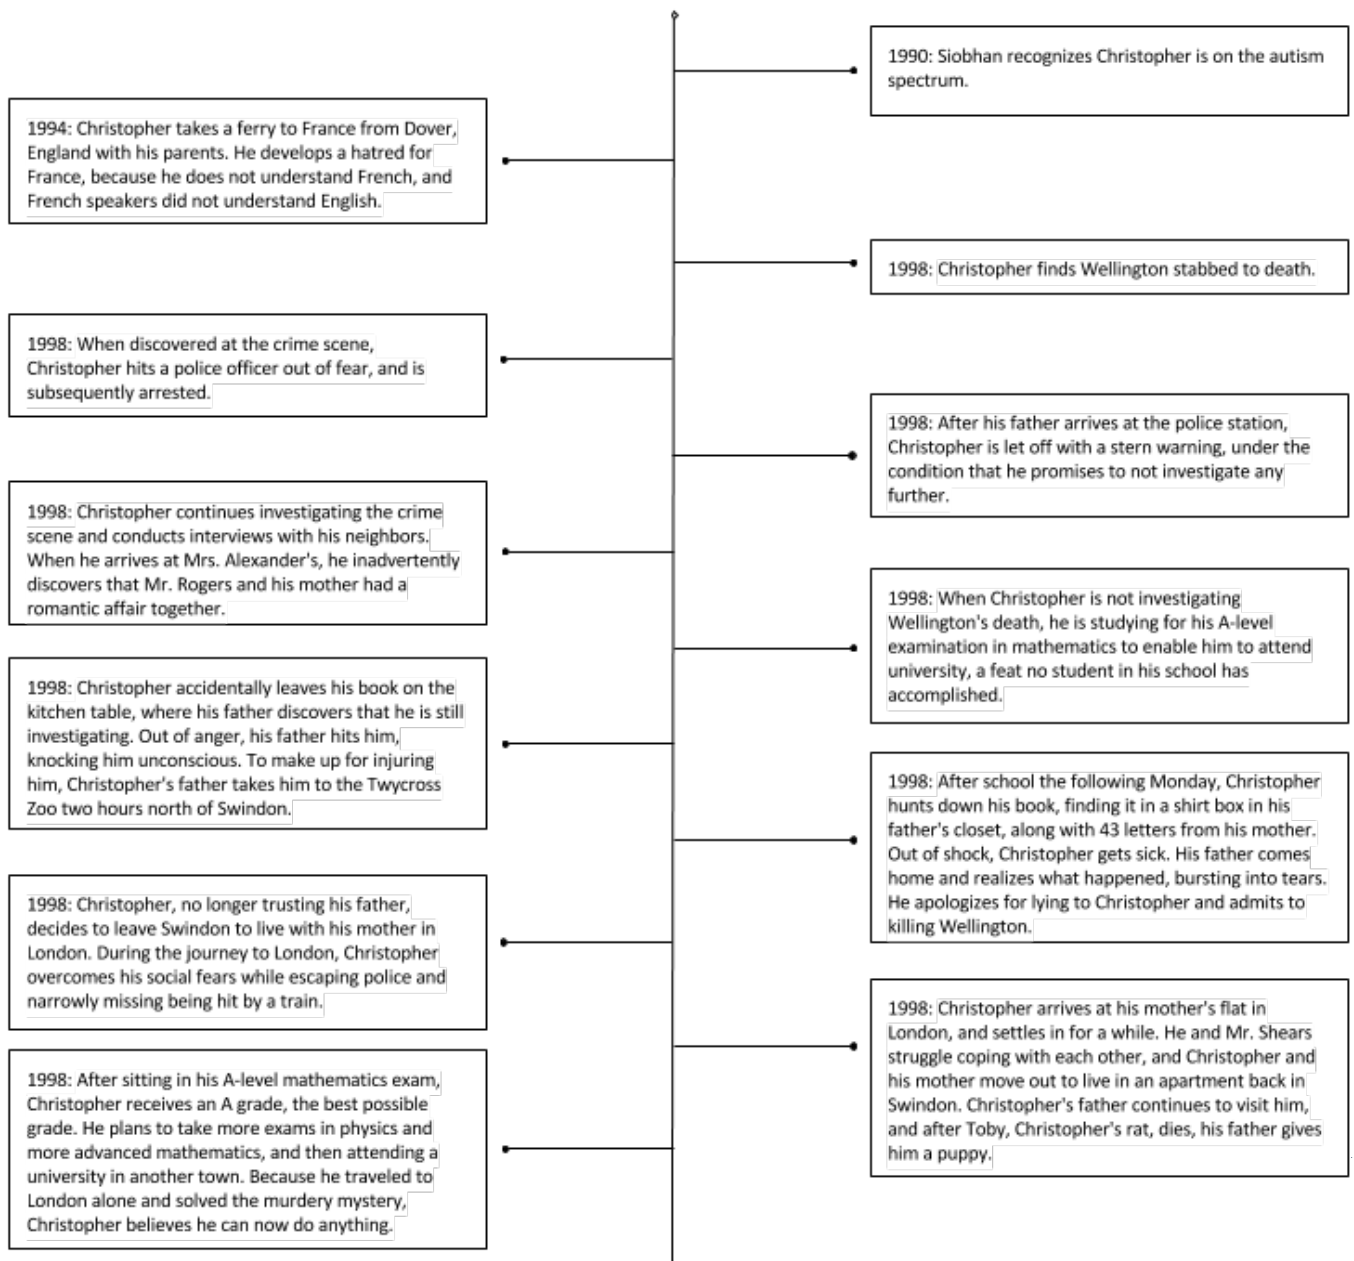 1990: Siobhan recognizes Christopher is on the autism
spectrum.
1994: Christopher takes a ferry to France from Dover,
England with his parents. He develops a hatred for
France, because he does not understand French, and
French speakers did not understand English.
1998: Christopher finds Wellington stabbed to death.
1998: When discovered at the crime scene,
Christopher hits a police officer out of fear, and is
subsequently arrested.
1998: After his father arrives at the police station,
Christopher is let off with a stern warning, under the
condition that he promises to not investigate any
further.
1998: Christopher continues investigating the crime
scene and conducts interviews with his neighbors.
When he arrives at Mrs. Alexander's, he inadvertently
discovers that Mr. Rogers and his mother had a
romantic affair together.
1998: When Christopher is not investigating
Wellington's death, he is studying for his A-level
examination in mathematics to enable him to attend
university, a feat no student in his school has
accomplished.
1998: Christopher accidentally leaves his book on the
kitchen table, where his father discovers that he is still
investigating. Out of anger, his father hits him,
knocking him unconscious. To make up for injuring
him, Christopher's father takes him to the Twycross
Zoo two hours north of Swindon.
1998: After school the following Monday, Christopher
hunts down his book, finding it in a shirt box in his
father's closet, along with 43 letters from his mother.
Out of shock, Christopher gets sick. His father comes
home and realizes what happened, bursting into tears.
He apologizes for lying to Christopher and admits to
killing Wellington.
1998: Christopher, no longer trusting his father,
decides to leave Swindon to live with his mother in
London. During the journey to London, Christopher
overcomes his social fears while escaping police and
narrowly missing being hit by a train.
1998: Christopher arrives at his mother's flat in
London, and settles in for a while. He and Mr. Shears
struggle coping with each other, and Christopher and
his mother move out to live in an apartment back in
Swindon. Christopher's father continues to visit him,
and after Toby, Christopher's rat, dies, his father gives
him a puppy.
1998: After sitting in his A-level mathematics exam,
Christopher receives an A grade, the best possible
grade. He plans to take more exams in physics and
more advanced mathematics, and then attending a
university in another town. Because he traveled to
London alone and solved the murdery mystery,
Christopher believes he can now do anything.